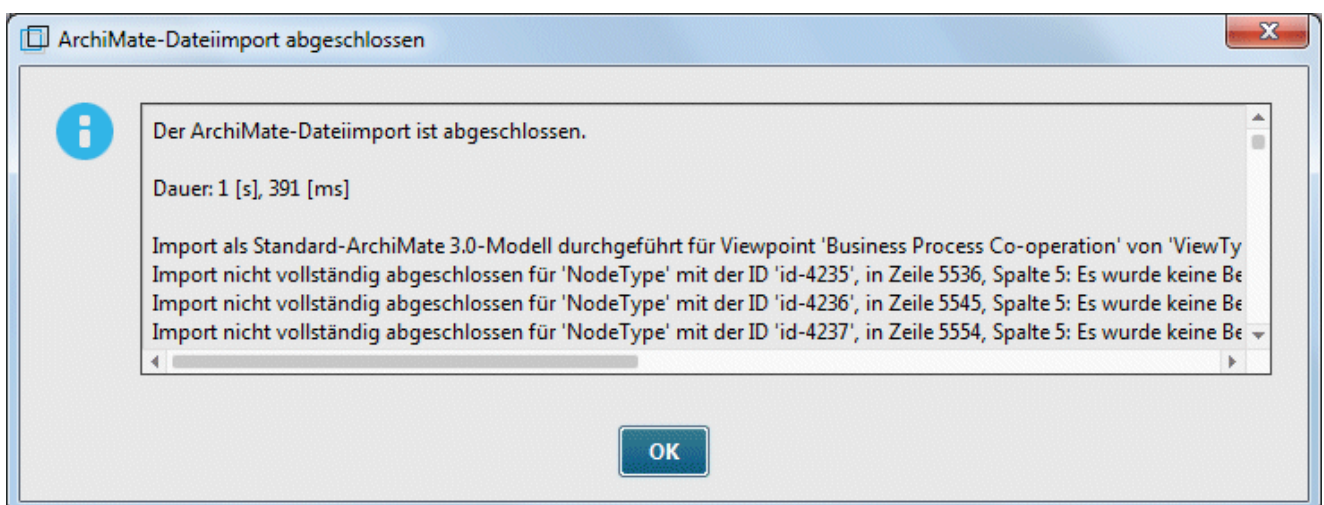 ArchiMate-Dateiimport abgeschlossen
Der ArchiMate-Dateiimport ist abgeschlossen.
Dauer: 1 [s], 391 [ms]
Import als Standard-ArchiMate 3.0-Modell durchgeführt für Viewpoint 'Business Process Co-operation' von 'ViewTy
Import nicht vollständig abgeschlossen für 'NodeType' mit der ID 'id-4235', in Zeile 5536, Spalte 5: Es wurde keine Be
Import nicht vollständig abgeschlossen für 'NodeType' mit der ID 'id-4236', in Zeile 5545, Spalte 5: Es wurde keine Be
Import nicht vollständig abgeschlossen für 'NodeType' mit der ID 'id-4237', in Zeile 5554, Spalte 5: Es wurde keine Be
OK